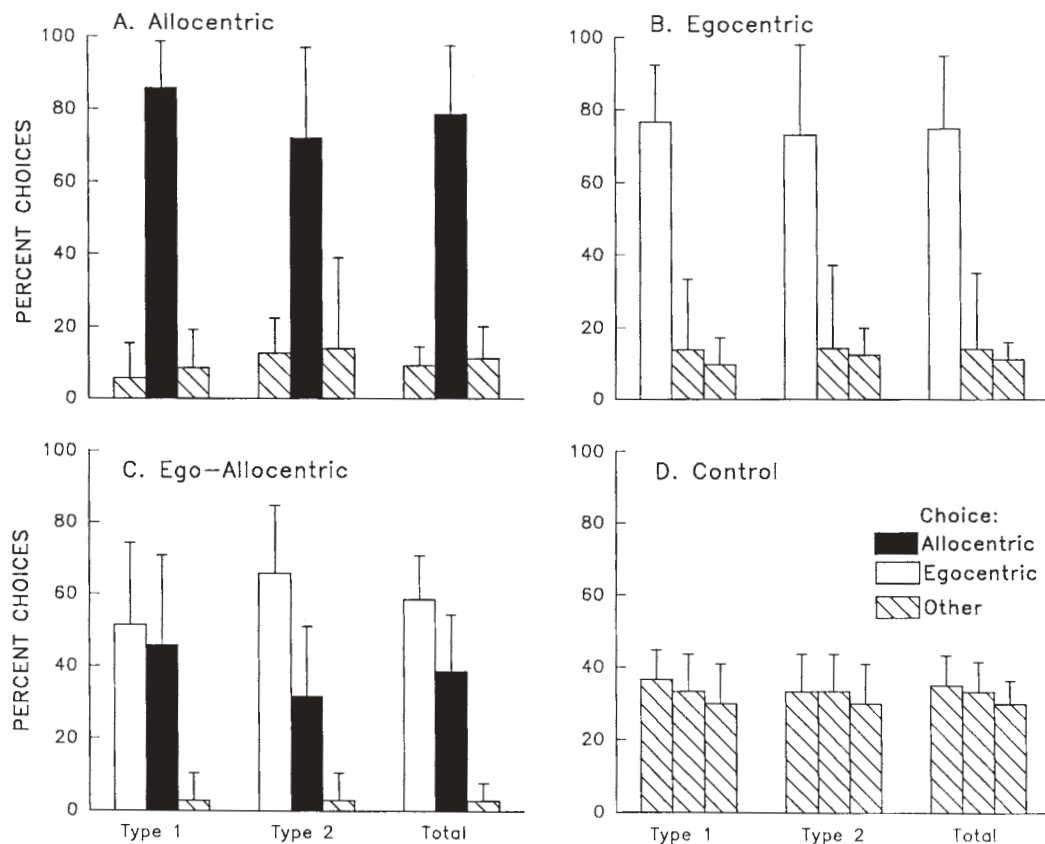 A. Allocentric
100
80
60
40
20
0
PERCENT CHOICES
B. Egocentric
100
80
60
40
20
0
C. Ego-Allocentric
100
80
60
40
20
0
PERCENT CHOICES
Type 1
Type 2
Total
D. Control
100
80
60
40
20
0
Choice:
Allocentric
Egocentric
Other
Type 1
Type 2
Total